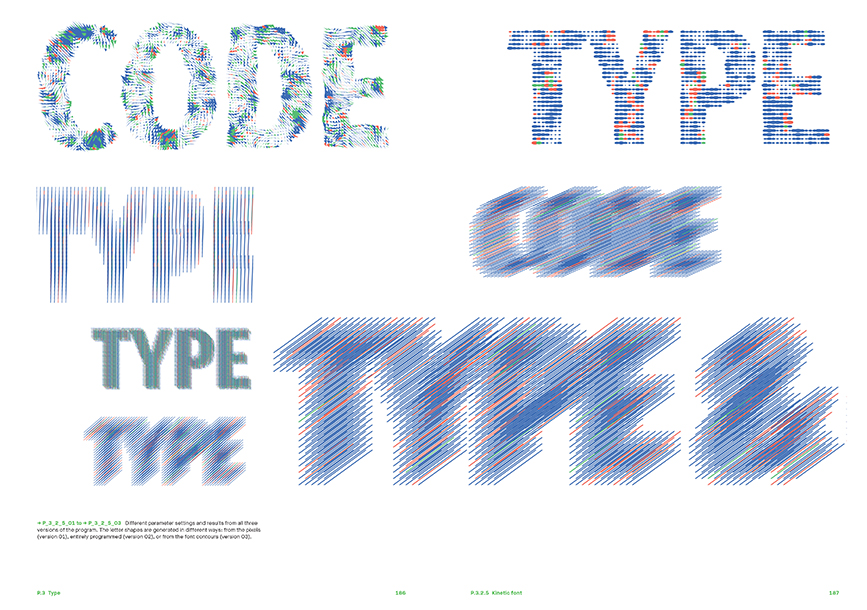 CODE
TYPE
TYPE
CODE
TYPE
TYPE &
TYPE
→ P_3_2_5_01 to → P_3_2_5_03 Different parameter settings and results from all three
versions of the program. The letter shapes are generated in different ways: from the pixels
(version 01), entirely programmed (version 02), or from the font contours (version 03).
P.3 Type
186
P.3.2.5 Kinetic font
187